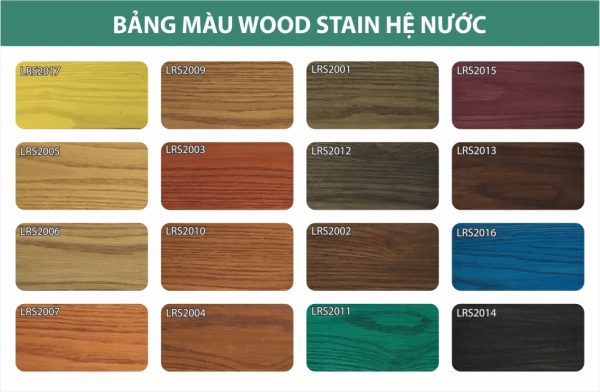 BẢNG MÀU WOOD STAIN HỆ NƯỚC
LRS2017 LRS2009 LRS2001 LRS2015
LRS2005 LRS2003 LRS2012 LRS2013
LRS2006 LRS2010 LRS2002 LRS2016
LRS2007 LRS2004 LRS2011 LRS2014